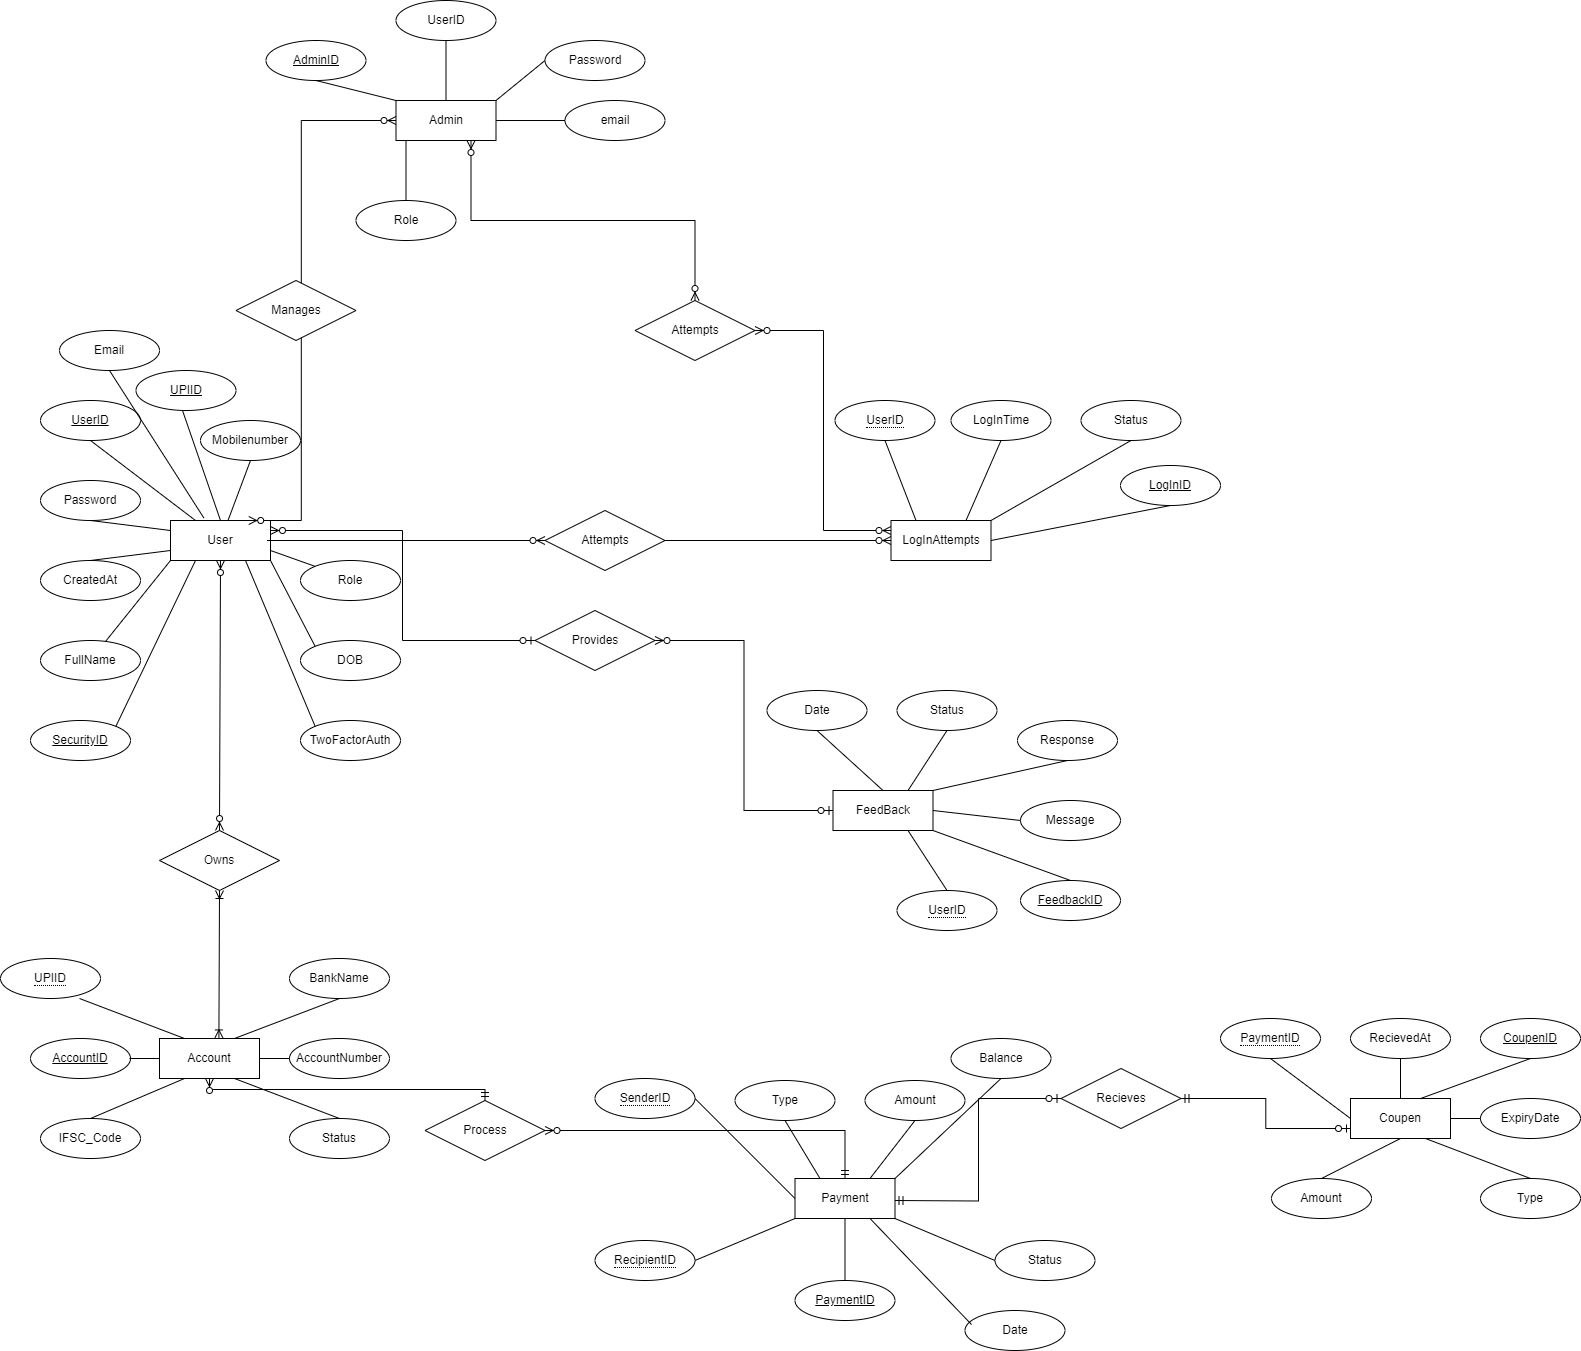 UserID
AdminID
Password
Admin
email
Role
Manages
Attempts
Email
UPIID
UserID
Mobilenumber
Password
User
CreatedAt
Role
FullName
DOB
SecurityID
TwoFactorAuth
UserID
LogInTime
Status
LogInID
Attempts
LogInAttempts
Provides
Date
Status
Response
FeedBack
Message
UserID
FeedbackID
Owns
UPIID
BankName
AccountID
Account
AccountNumber
IFSC_Code
Status
Process
SenderID
Type
Amount
Balance
Payment
RecipientID
PaymentID
Status
Date
Recieves
PaymentID
RecievedAt
CoupenID
Coupen
ExpiryDate
Amount
Type